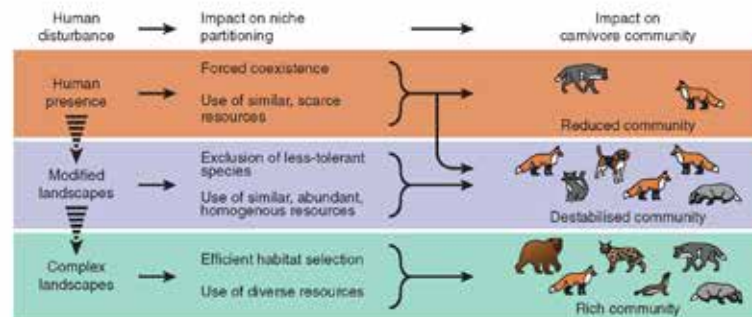 Human disturbance
Impact on niche partitioning
Impact on carnivore community
Human presence
Forced coexistence
Use of similar, scarce resources
Reduced community
Modified landscapes
Exclusion of less-tolerant species
Use of similar, abundant, homogenous resources
Destabilised community
Complex landscapes
Efficient habitat selection
Use of diverse resources
Rich community